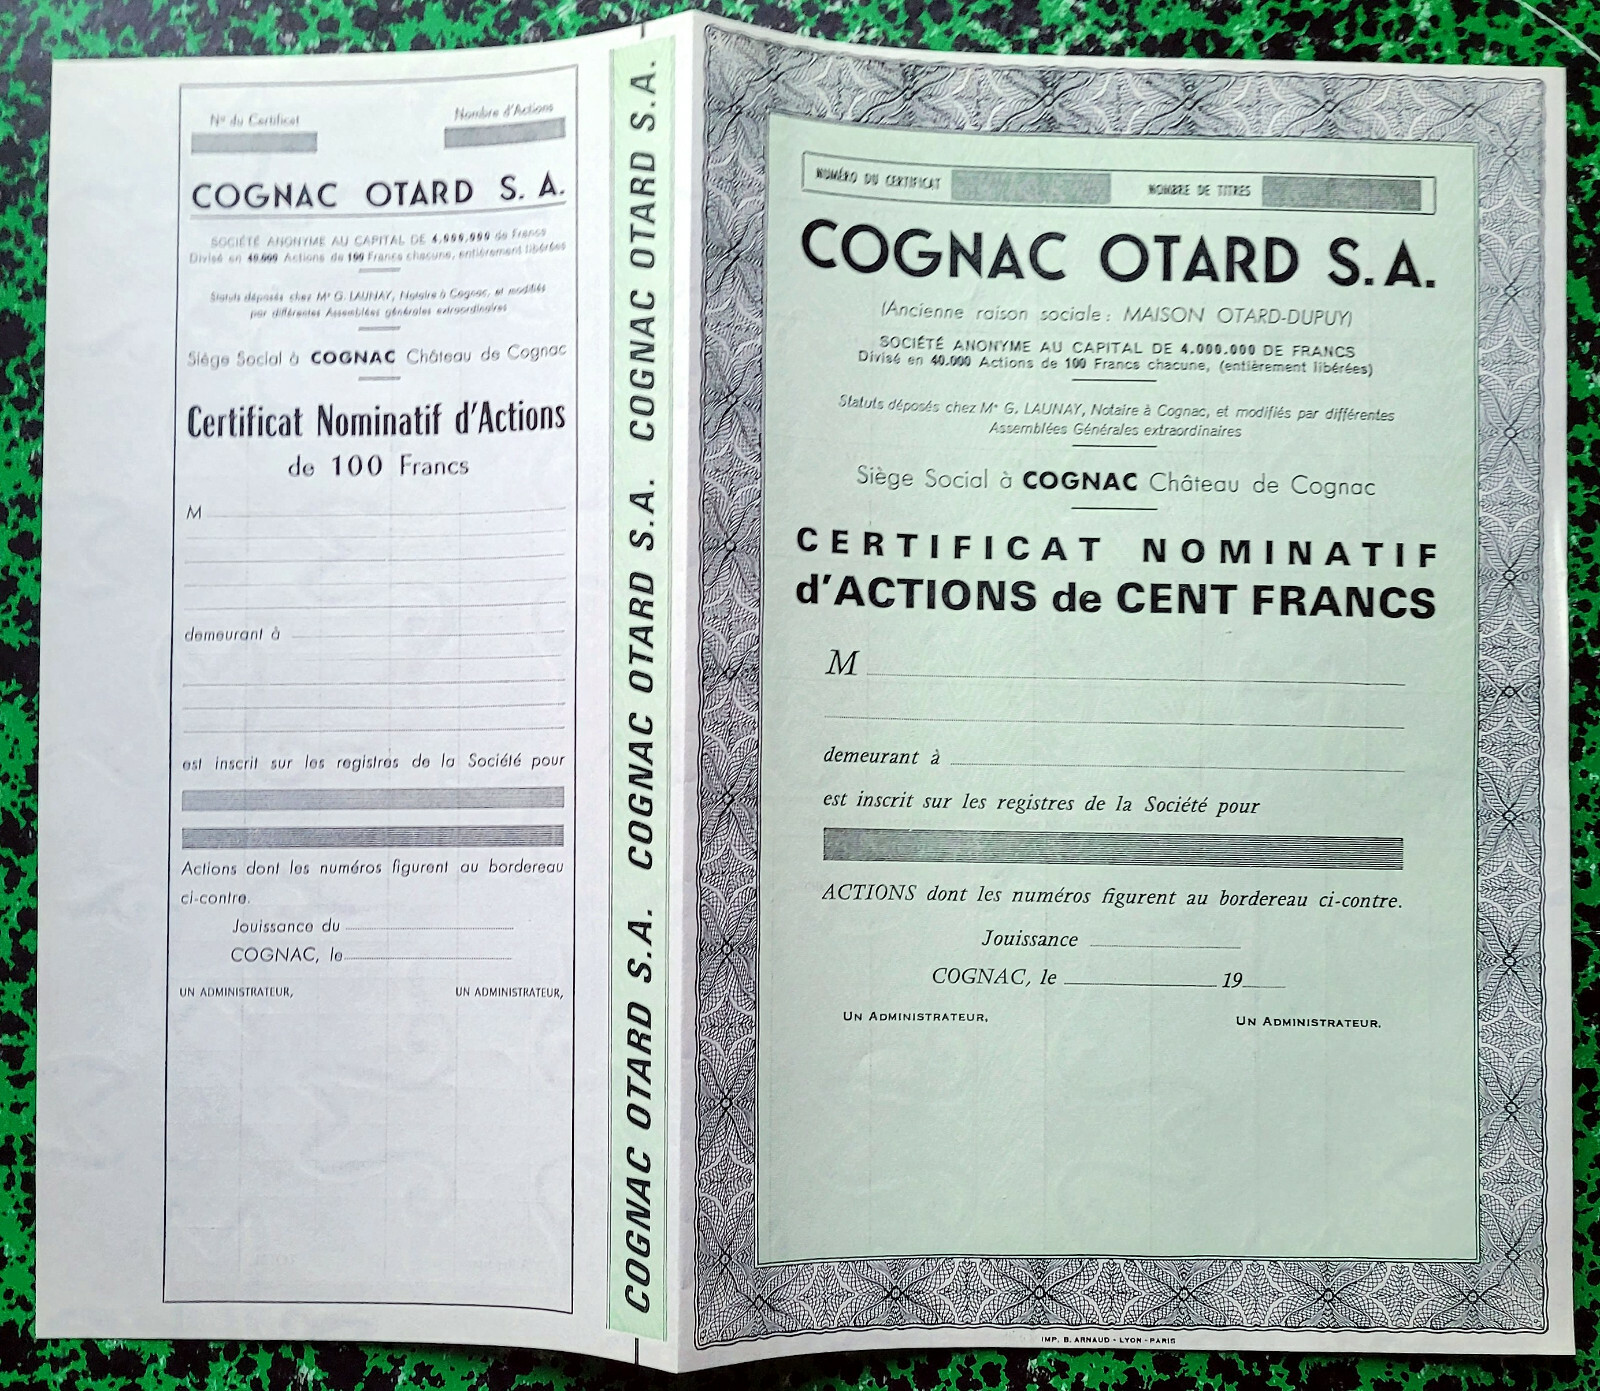 Nº du Certificat
Nombre d'Actions
COGNAC OTARD S. A.
SOCIÉTÉ ANONYME AU CAPITAL DE 4.000.000 de Francs
Divisé en 40.000 Actions de 100 Francs chacune, entièrement libérées
Statuts déposés chez Mᵉ G. LAUNAY, Notaire à Cognac, et modifiés
par différentes Assemblées générales extraordinaires
Siège Social à COGNAC Château de Cognac
Certificat Nominatif d'Actions
de 100 Francs
M
demeurant à
est inscrit sur les registres de la Société pour
Actions dont les numéros figurent au bordereau
ci-contre.
Jouissance du
COGNAC, le
UN ADMINISTRATEUR,
UN ADMINISTRATEUR,
COGNAC OTARD S.A. COGNAC OTARD S.A. COGNAC OTARD S.A. COGNAC OTARD S.A.
NUMÉRO DU CERTIFICAT
NOMBRE DE TITRES
COGNAC OTARD S.A.
(Ancienne raison sociale : MAISON OTARD-DUPUY)
SOCIÉTÉ ANONYME AU CAPITAL DE 4.000.000 DE FRANCS
Divisé en 40.000 Actions de 100 Francs chacune, (entièrement libérées)
Statuts déposés chez Mᵉ G. LAUNAY, Notaire à Cognac, et modifiés par différentes
Assemblées Générales extraordinaires
Siège Social à COGNAC Château de Cognac
CERTIFICAT NOMINATIF
d'ACTIONS de CENT FRANCS
M
demeurant à
est inscrit sur les registres de la Société pour
ACTIONS dont les numéros figurent au bordereau ci-contre.
Jouissance
COGNAC, le 19
UN ADMINISTRATEUR,
UN ADMINISTRATEUR.
IMP. B. ARNAUD - LYON - PARIS